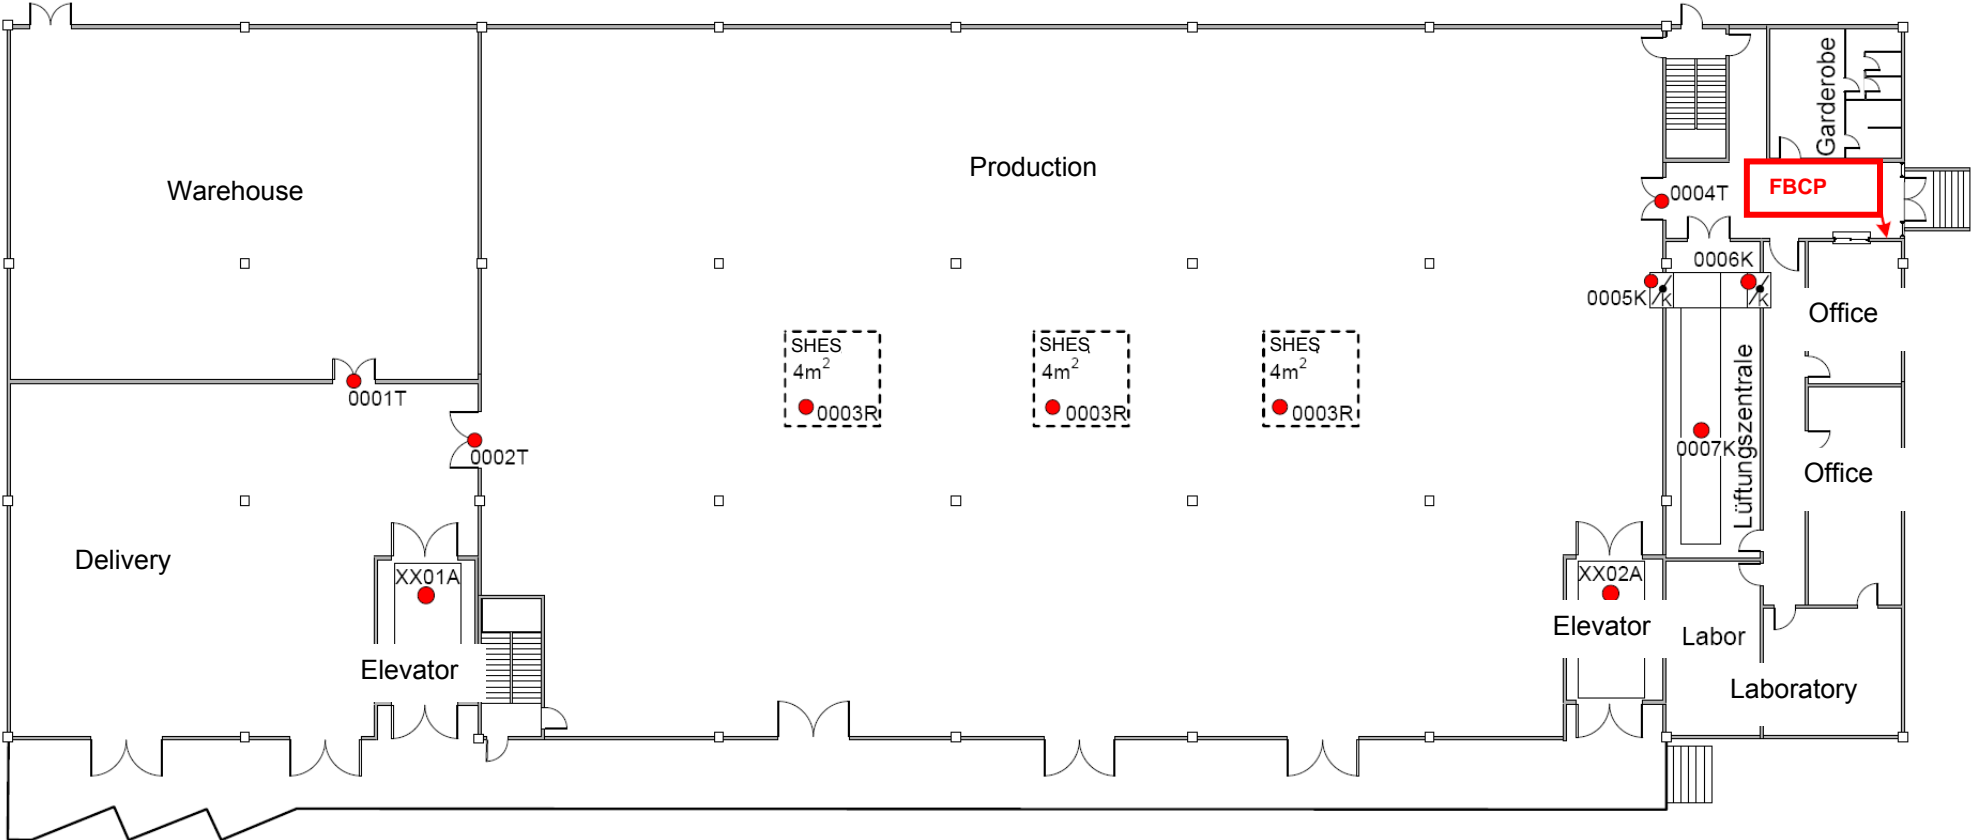 Garderobe
Production
Warehouse
FBCP
0004T
0006K
0005K
k
k
Office
SHES
4m²
0003R
SHES
4m²
0003R
SHES
4m²
0003R
Lüftungszentrale
0001T
0002T
0007K
Office
Delivery
XX01A
XX02A
Elevator
Labor
Elevator
Laboratory